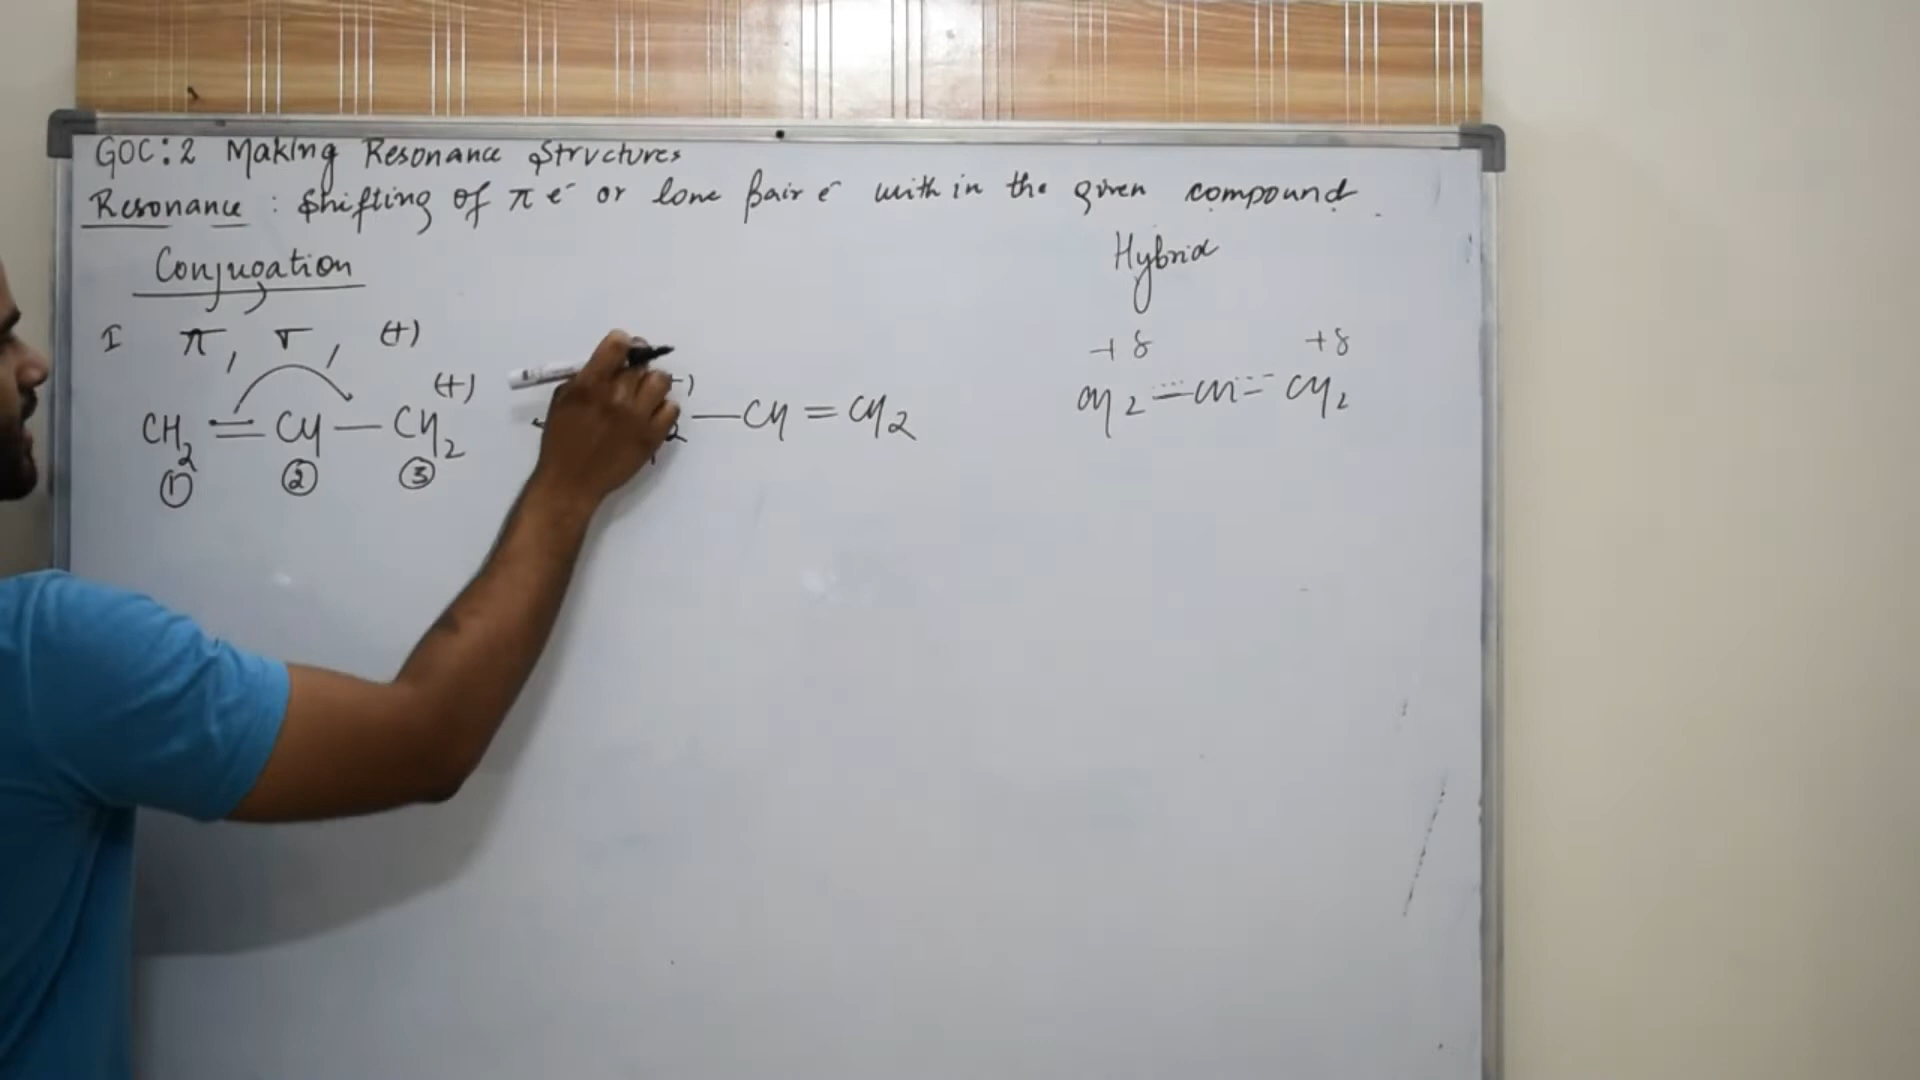 GOC:2 Making Resonance Structures
Resonance : Shifting of π e⁻ or lone pair e⁻ with in the given compound.
Conjugation
Hybrid
I π, σ, (+)
+δ +δ
CH₂ = CH — CH₂ (+)
— CH = CH₂
CH₂ — CH — CH₂
① ② ③